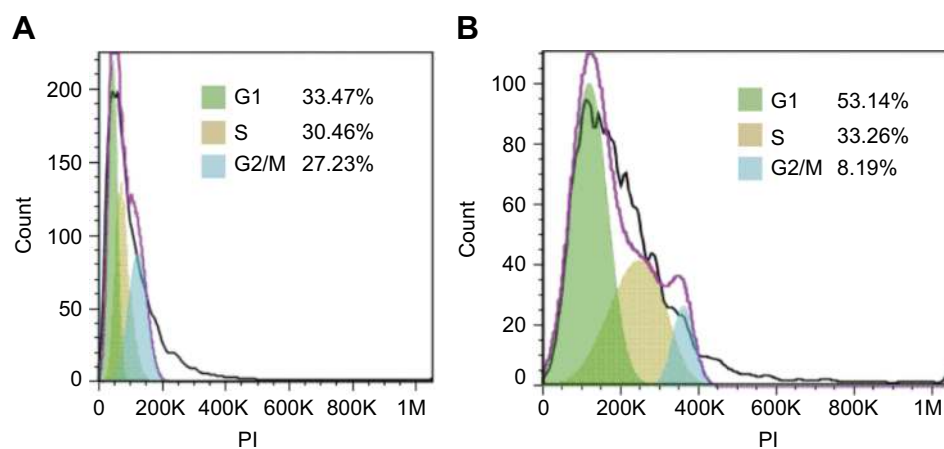 A
Count
200
150
100
50
0
G1 33.47%
S 30.46%
G2/M 27.23%
0 200K 400K 600K 800K 1M
PI
B
Count
100
80
60
40
20
0
G1 53.14%
S 33.26%
G2/M 8.19%
0 200K 400K 600K 800K 1M
PI